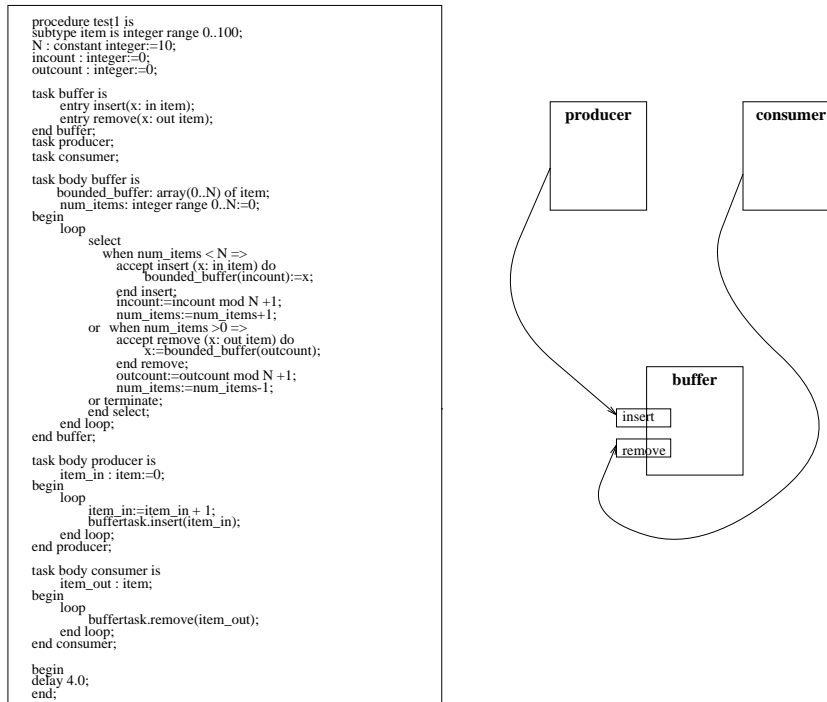 procedure test1 is
subtype item is integer range 0..100;
N : constant integer:=10;
incount : integer:=0;
outcount : integer:=0;
task buffer is
entry insert(x: in item);
entry remove(x: out item);
end buffer;
task producer;
task consumer;
task body buffer is
bounded_buffer: array(0..N) of item;
num_items: integer range 0..N:=0;
begin
loop
select
when num_items < N =>
accept insert (x: in item) do
bounded_buffer(incount):=x;
end insert;
incount:=incount mod N +1;
num_items:=num_items+1;
or when num_items >0 =>
accept remove (x: out item) do
x:=bounded_buffer(outcount);
end remove;
outcount:=outcount mod N +1;
num_items:=num_items-1;
or terminate;
end select;
end loop;
end buffer;
task body producer is
item_in : item:=0;
begin
loop
item_in:=item_in + 1;
buffertask.insert(item_in);
end loop;
end producer;
task body consumer is
item_out : item;
begin
loop
buffertask.remove(item_out);
end loop;
end consumer;
begin
delay 4.0;
end;
producer
consumer
buffer
insert
remove